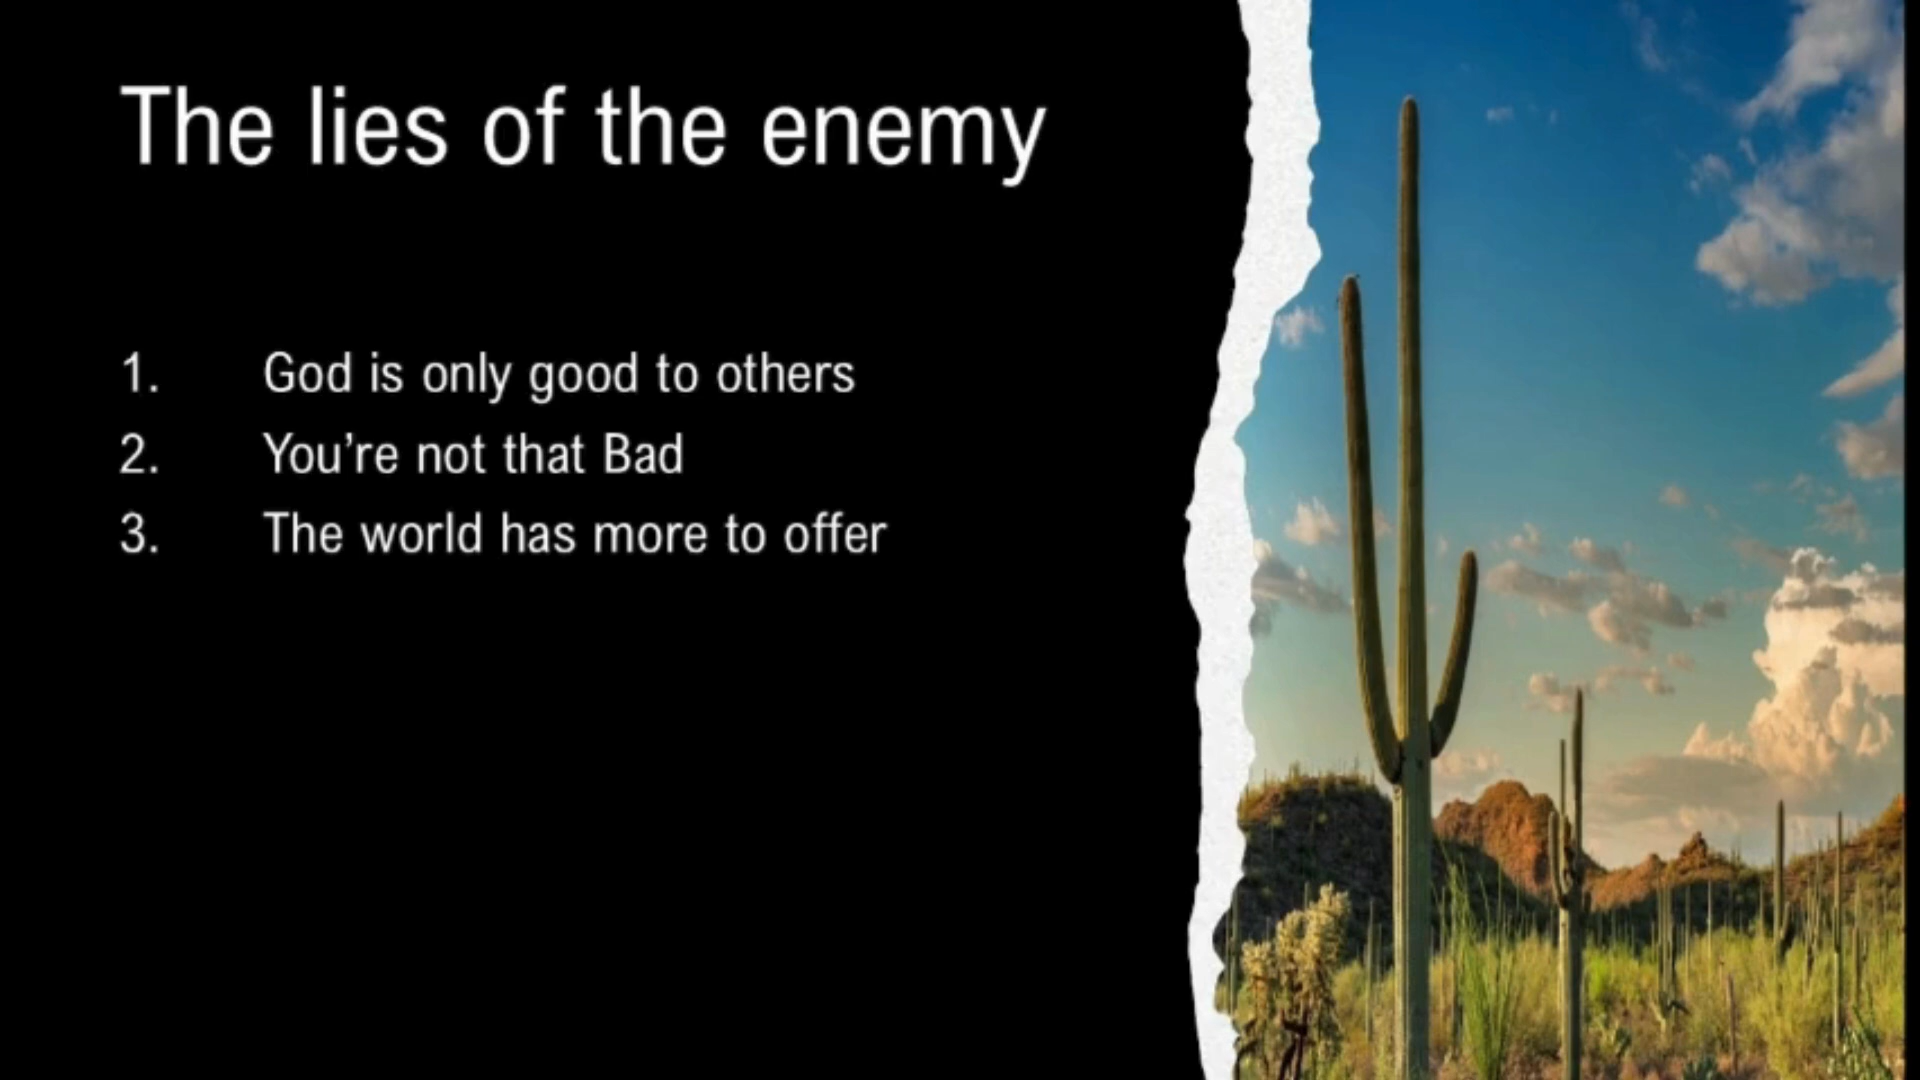 The lies of the enemy
1. God is only good to others
2. You’re not that Bad
3. The world has more to offer